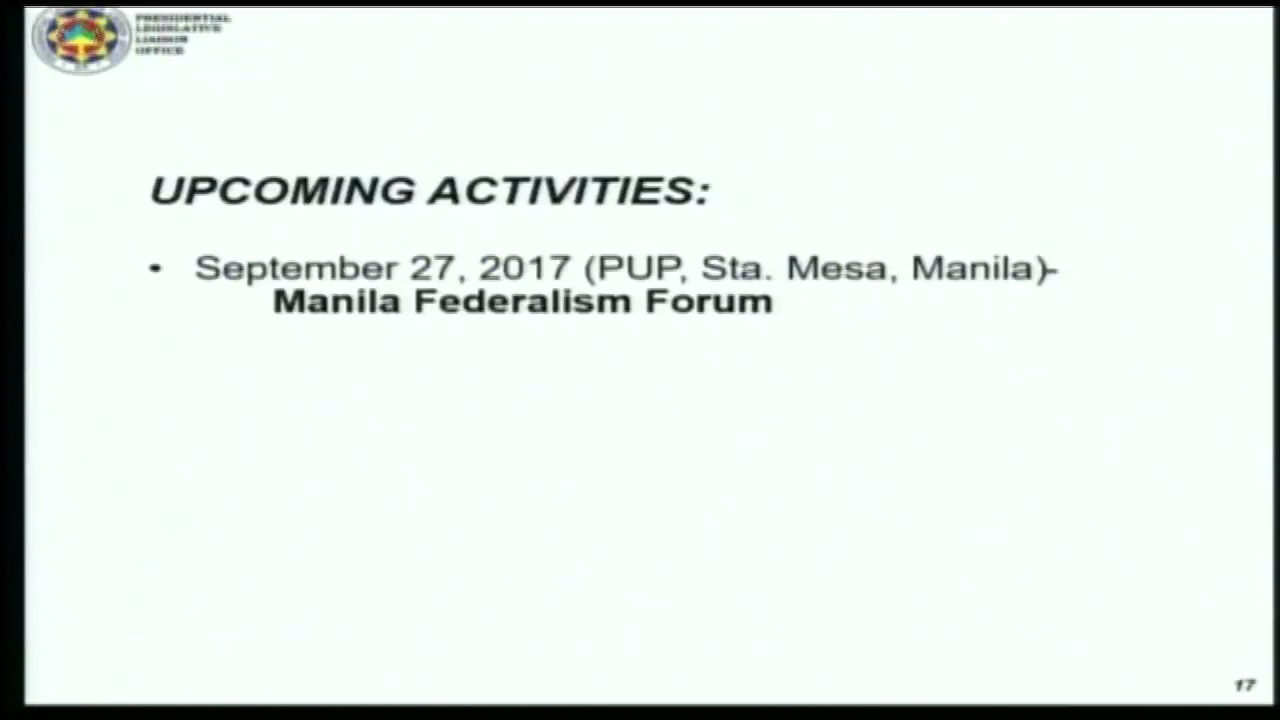 PRESIDENTIAL
LEGISLATIVE
LIAISON
OFFICE
UPCOMING ACTIVITIES:
• September 27, 2017 (PUP, Sta. Mesa, Manila)-
Manila Federalism Forum
17